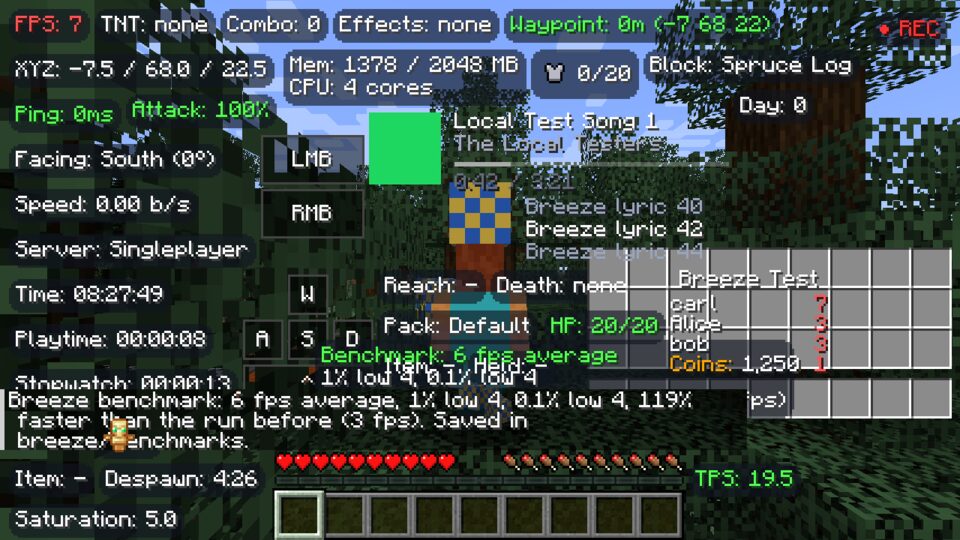 FPS: 7 TNT: none Combo: 0 Effects: none Waypoint: 0m (-7 68 22) REC
XYZ: -7.5 / 68.0 / 22.5 Mem: 1378 / 2048 MB 0/20 Block: Spruce Log
CPU: 4 cores
Day: 0
Ping: 0ms Attack: 100%
Local Test Song 1
The Local Testers
Facing: South (0°) LMB
0:42 / 3:21
Speed: 0.00 b/s RMB
Breeze lyric 40
Breeze lyric 42
Breeze lyric 44
Server: Singleplayer
Breeze Test
Reach: - Death: none
Time: 08:27:49 W
carl 7
Pack: Default HP: 20/20 Alice 3
Playtime: 00:00:08 A S D
bob 3
Benchmark: 6 fps average
Item: - Held: -
Coins: 1,250 1
1% low 4, 0.1% low 4
Stopwatch: 00:00:13
Breeze benchmark: 6 fps average, 1% low 4, 0.1% low 4, 119%
faster than the run before (3 fps). Saved in
breeze/benchmarks.
fps)
Item: - Despawn: 4:26 TPS: 19.5
Saturation: 5.0